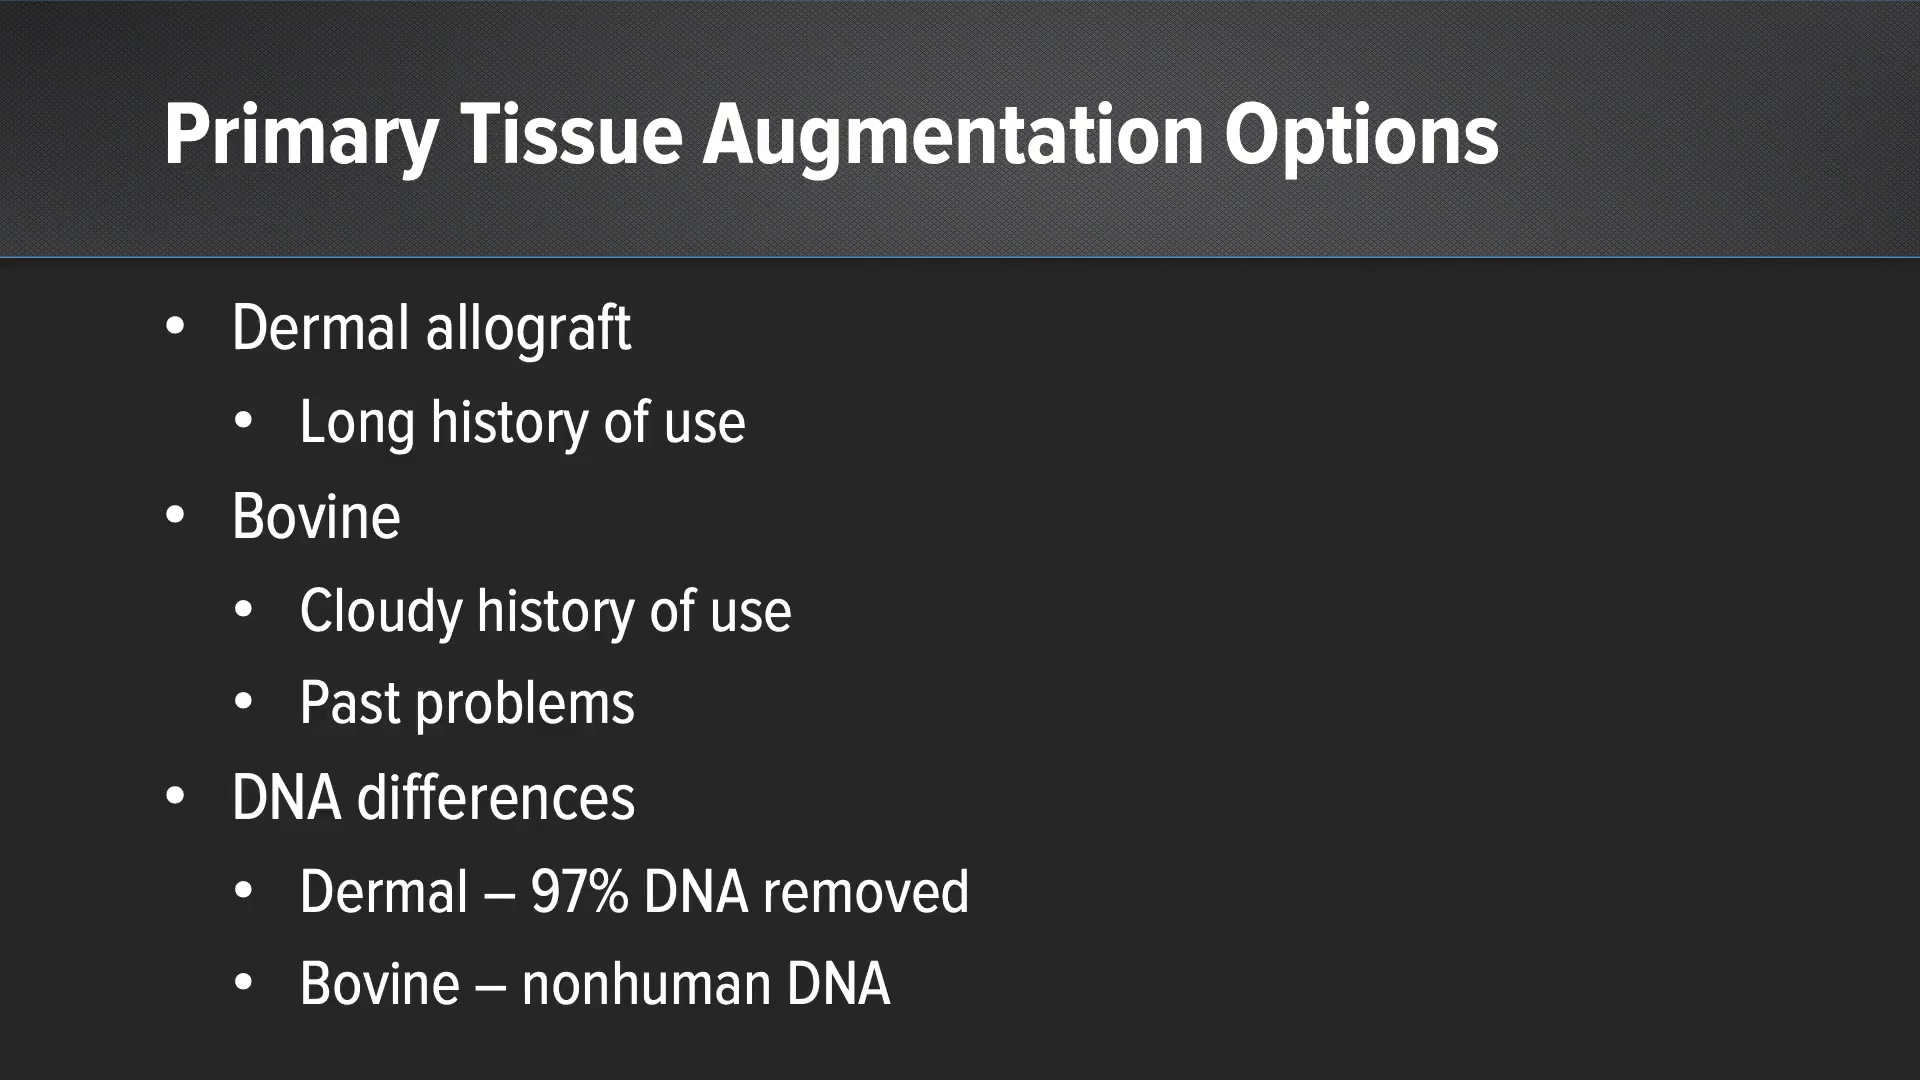 Primary Tissue Augmentation Options
• Dermal allograft
• Long history of use
• Bovine
• Cloudy history of use
• Past problems
• DNA differences
• Dermal – 97% DNA removed
• Bovine – nonhuman DNA